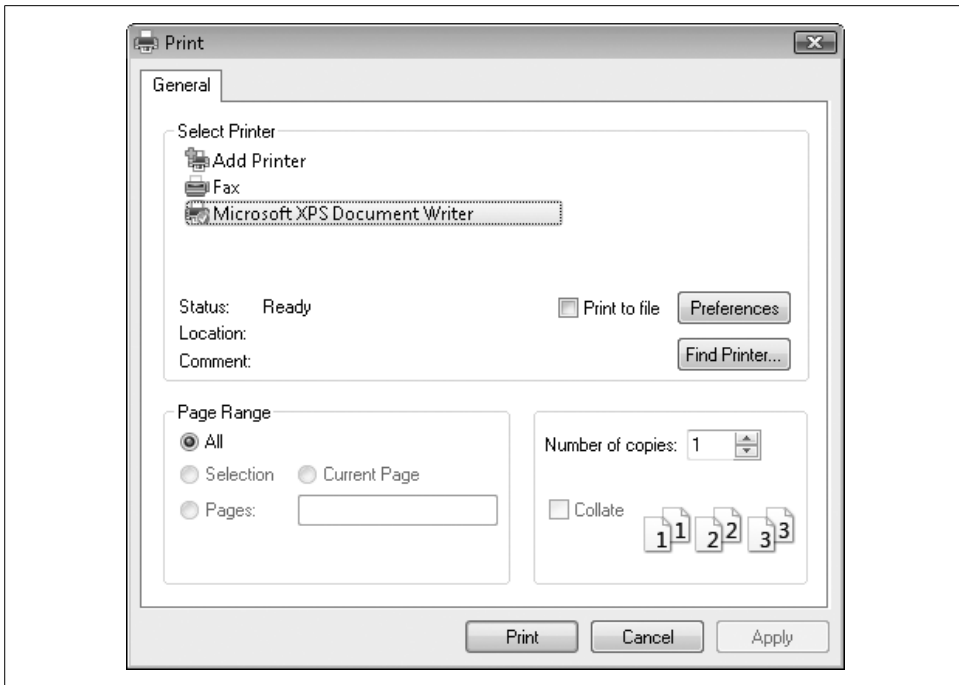 Print
General
Select Printer
Add Printer
Fax
Microsoft XPS Document Writer
Status: Ready
Print to file
Preferences
Location:
Find Printer...
Comment:
Page Range
All
Selection
Current Page
Pages:
Number of copies: 1
Collate
1 1 2 2 3 3
Print
Cancel
Apply